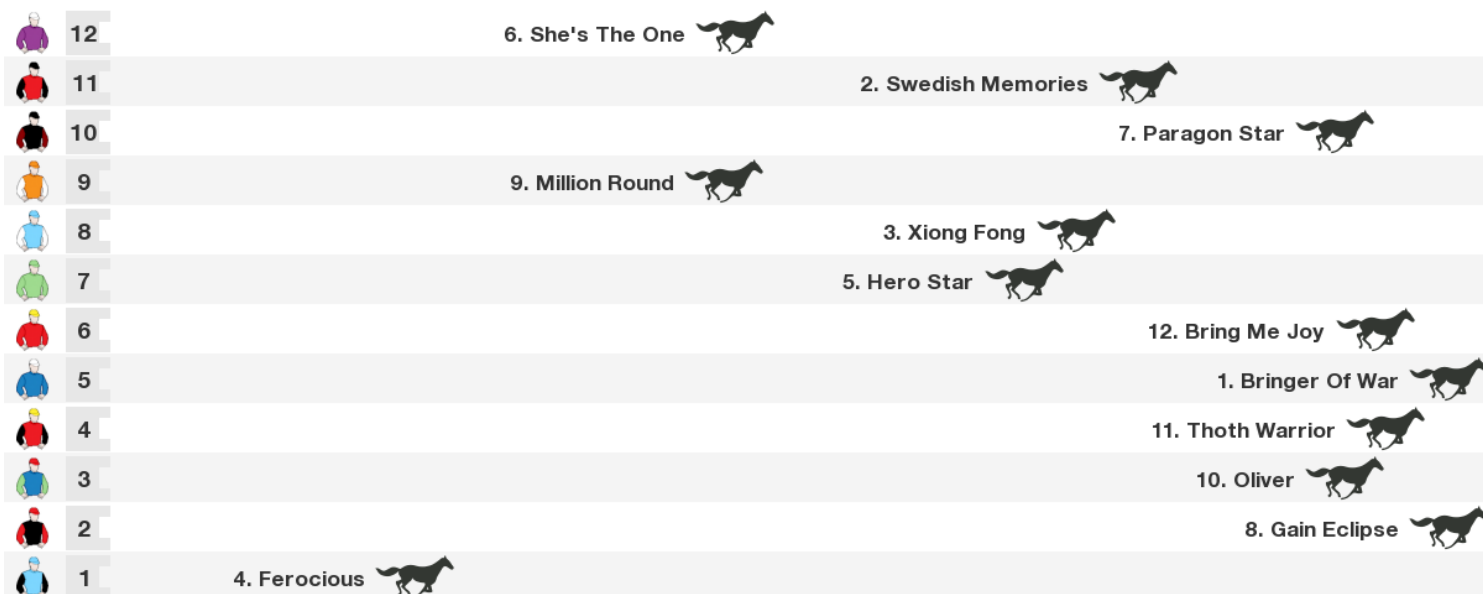 12 6. She's The One
11 2. Swedish Memories
10 7. Paragon Star
9 9. Million Round
8 3. Xiong Fong
7 5. Hero Star
6 12. Bring Me Joy
5 1. Bringer Of War
4 11. Thoth Warrior
3 10. Oliver
2 8. Gain Eclipse
1 4. Ferocious